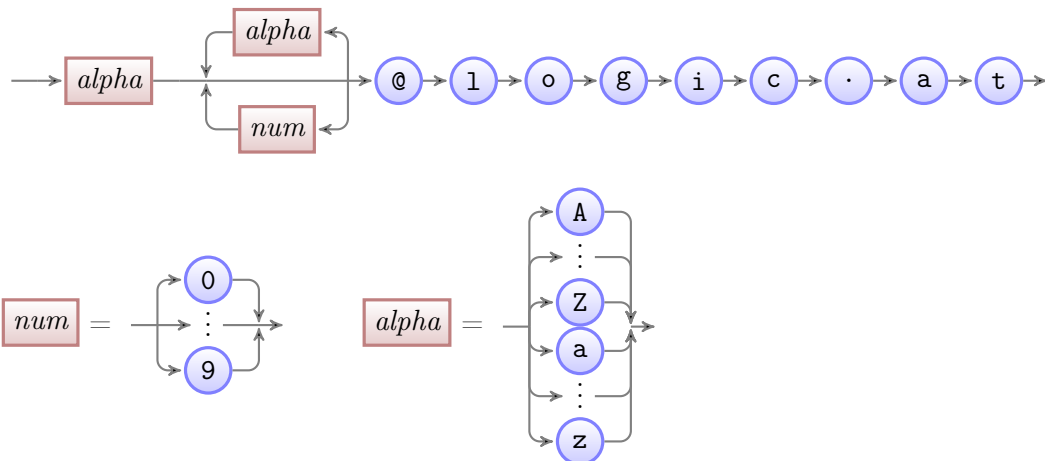 alpha
alpha @ l o g i c . a t
num
A
⋮
0 Z
num = ⋮ alpha =
9 a
⋮
z